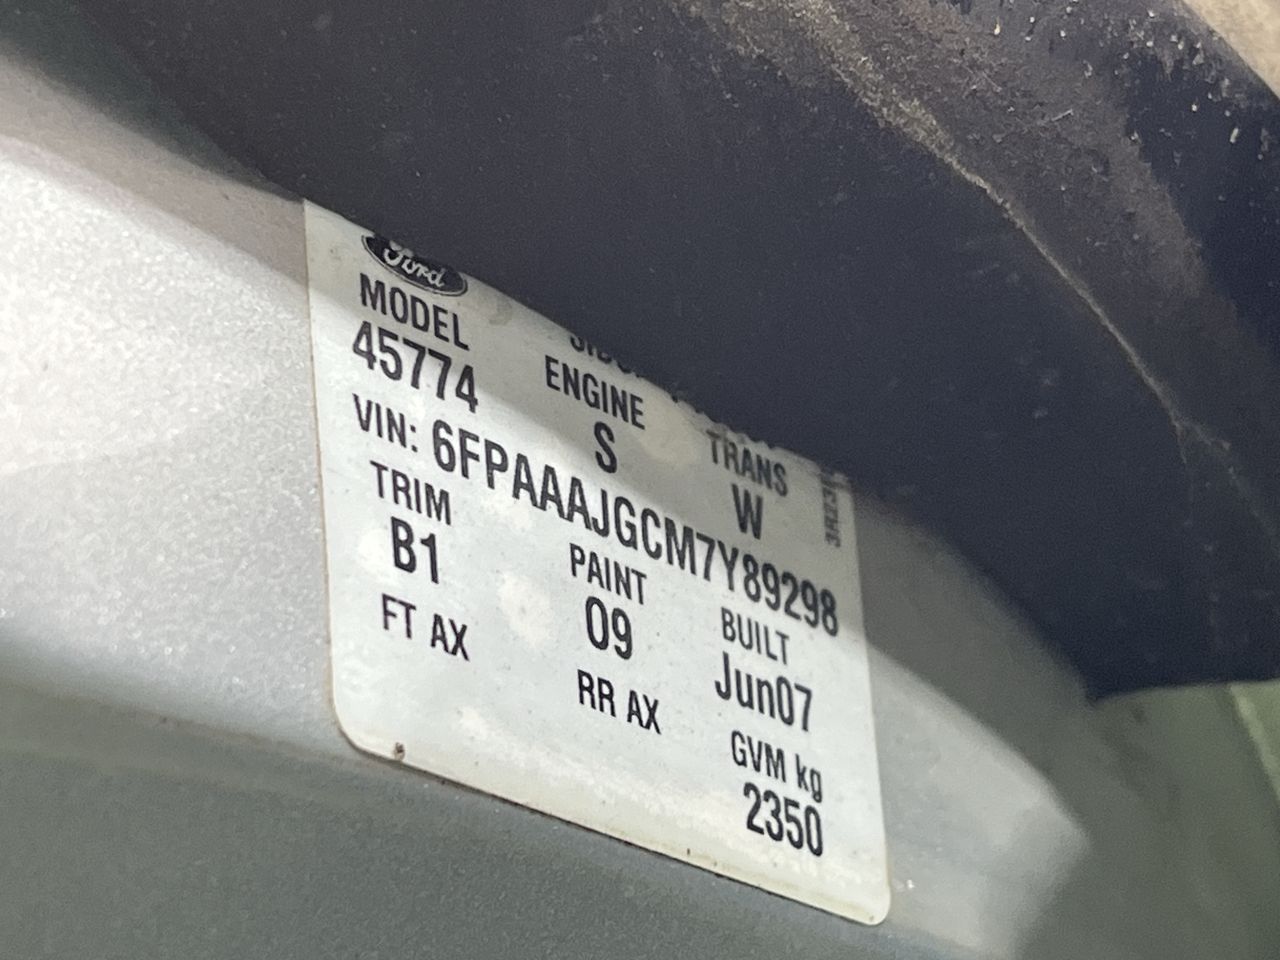 Ford
MODEL ENGINE TRANS
45774 S W
VIN: 6FPAAAJGCM7Y89298
TRIM PAINT BUILT
B1 09 Jun07
FT AX RR AX GVM kg
2350